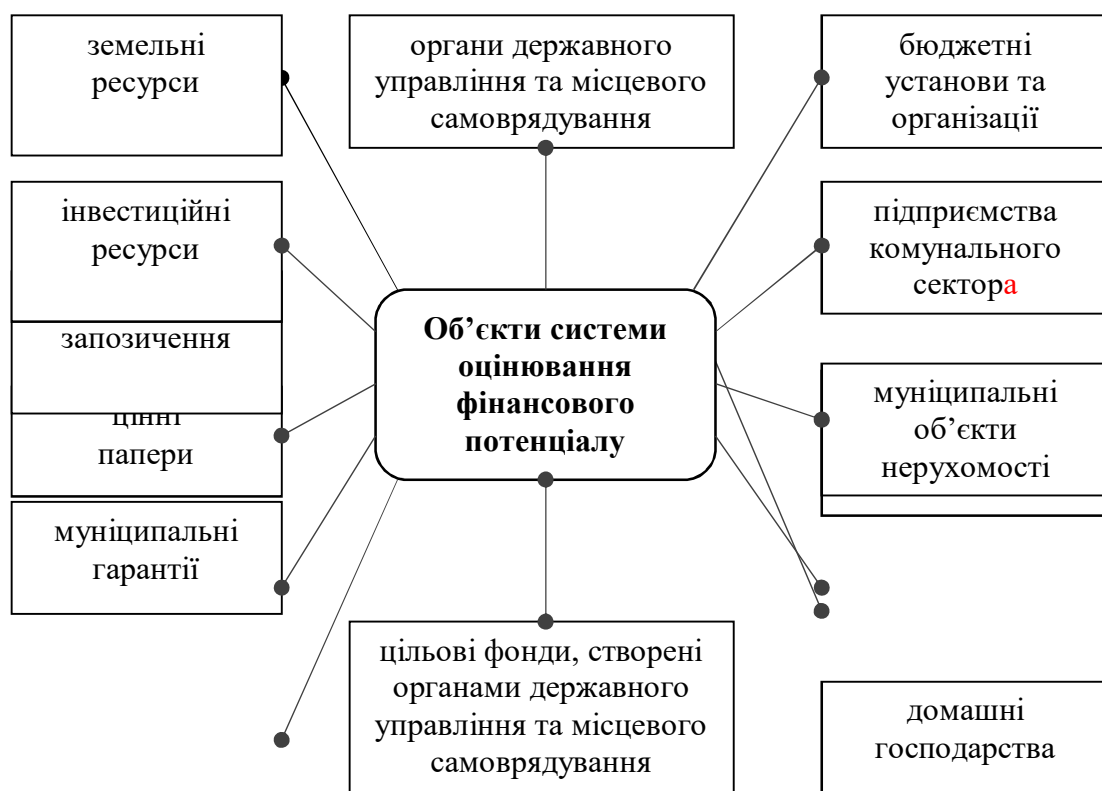 земельні
ресурси
органи державного
управління та місцевого
самоврядування
бюджетні
установи та
організації
інвестиційні
ресурси
підприємства
комунального
сектора
запозичення
цінні
папери
Об’єкти системи
оцінювання
фінансового
потенціалу
муніципальні
об’єкти
нерухомості
муніципальні
гарантії
цільові фонди, створені
органами державного
управління та місцевого
самоврядування
домашні
господарства